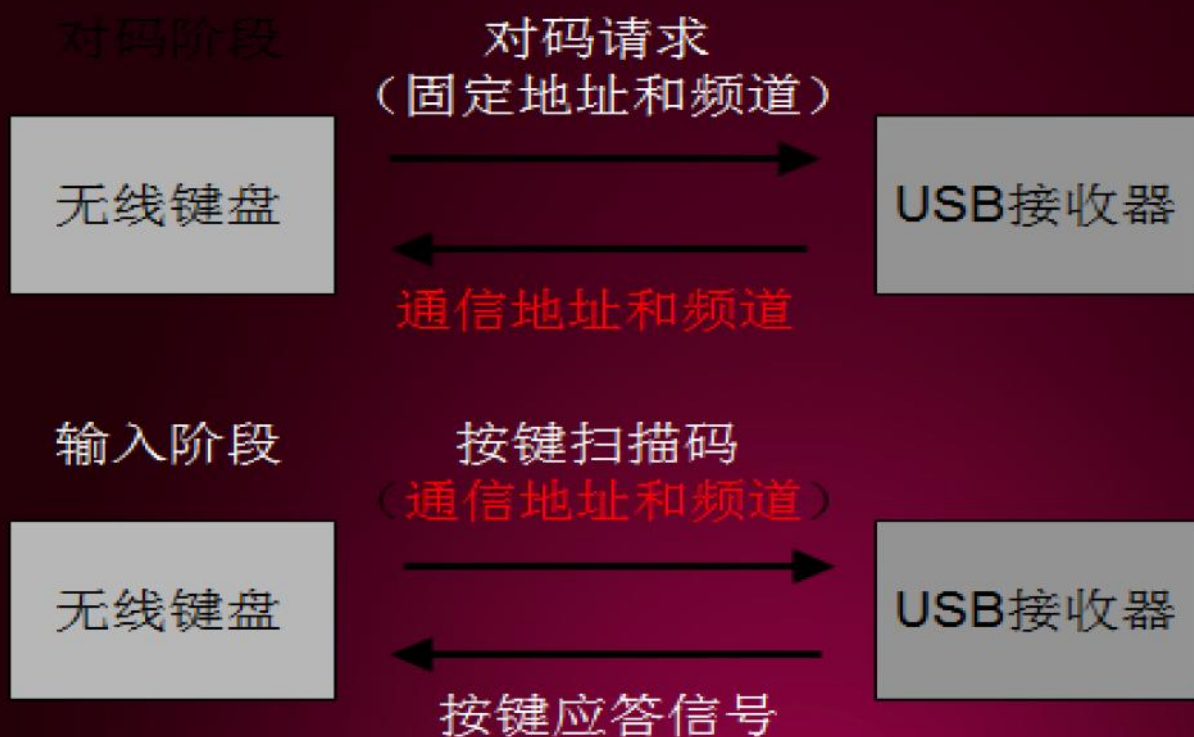 对码阶段
对码请求
（固定地址和频道）
无线键盘
USB接收器
通信地址和频道
输入阶段
按键扫描码
（通信地址和频道）
无线键盘
USB接收器
按键应答信号